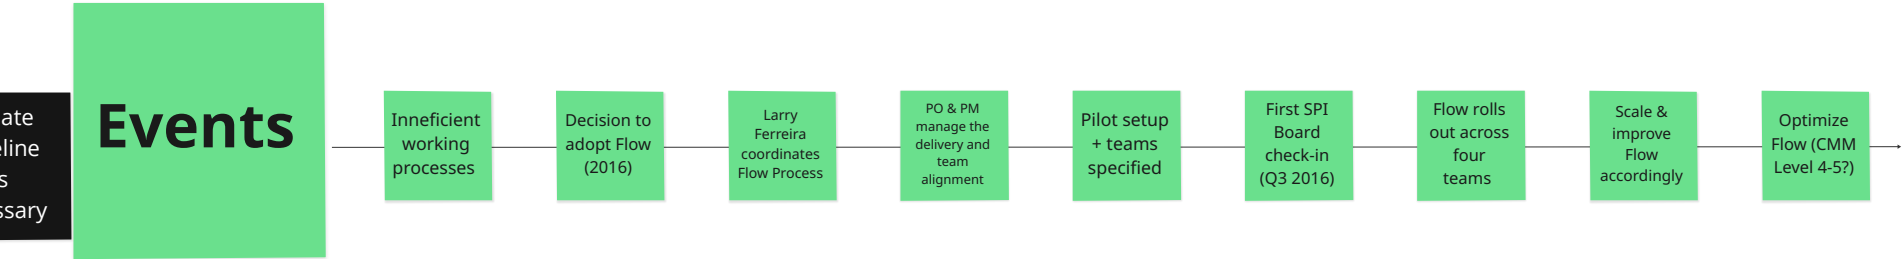 ate
eline
s
ssary
Events
Inneficient
working
processes
Decision to
adopt Flow
(2016)
Larry
Ferreira
coordinates
Flow Process
PO & PM
manage the
delivery and
team
alignment
Pilot setup
+ teams
specified
First SPI
Board
check-in
(Q3 2016)
Flow rolls
out across
four
teams
Scale &
improve
Flow
accordingly
Optimize
Flow (CMM
Level 4-5?)